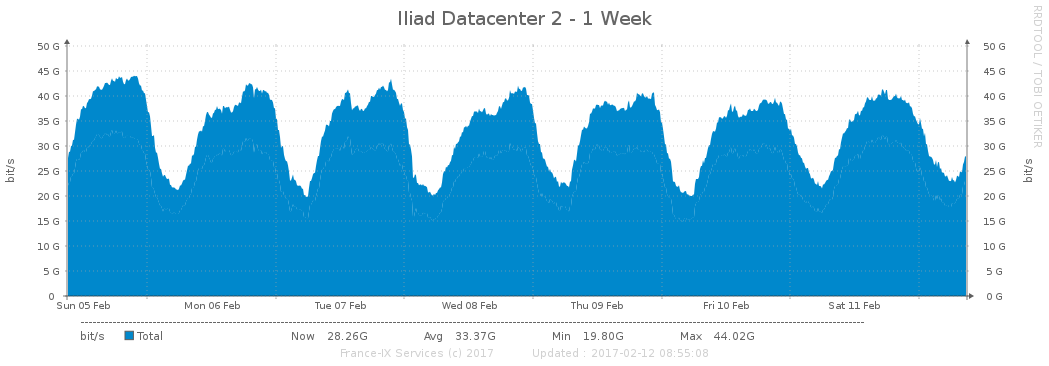 Iliad Datacenter 2 - 1 Week
RRDTOOL / TOBI OETIKER
bit/s
50 G 50 G
45 G 45 G
40 G 40 G
35 G 35 G
30 G 30 G
25 G 25 G
20 G 20 G
15 G 15 G
10 G 10 G
5 G 5 G
0 0 G
bit/s
Sun 05 Feb Mon 06 Feb Tue 07 Feb Wed 08 Feb Thu 09 Feb Fri 10 Feb Sat 11 Feb
bit/s Total Now 28.26G Avg 33.37G Min 19.80G Max 44.02G
France-IX Services (c) 2017 Updated : 2017-02-12 08:55:08